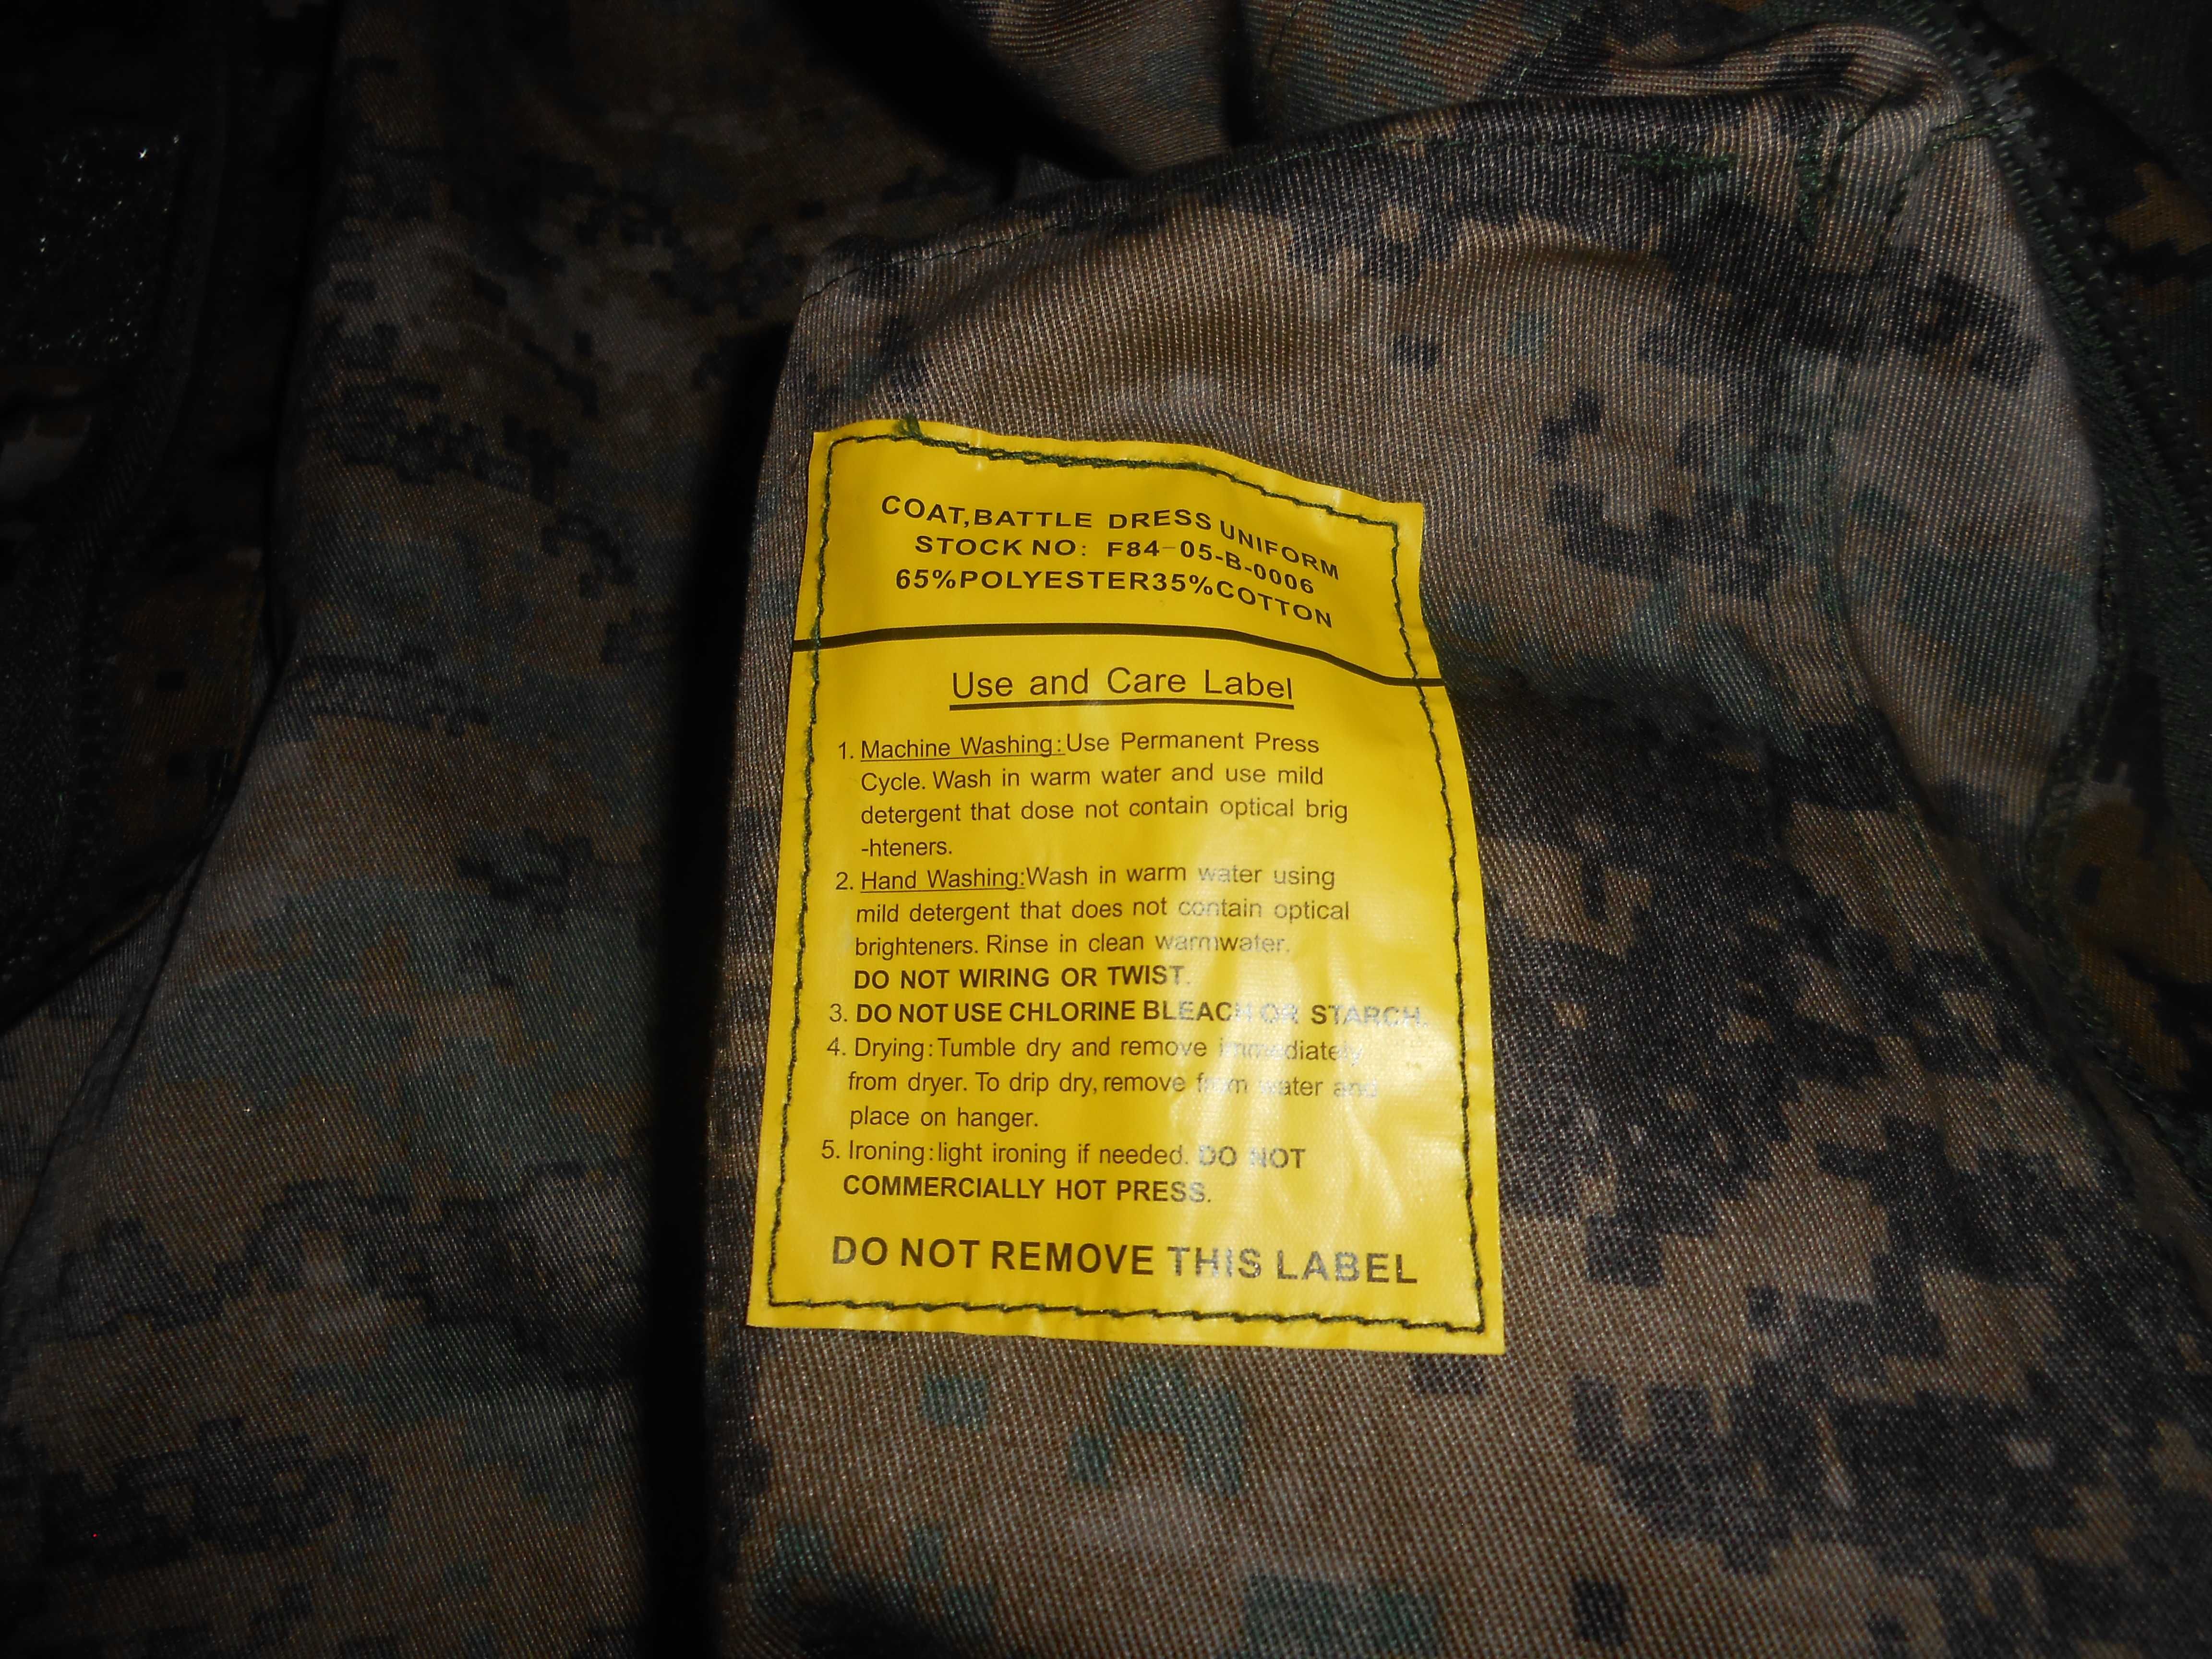 COAT,BATTLE DRESS UNIFORM
STOCK NO: F84-05-B-0006
65%POLYESTER35%COTTON
Use and Care Label
1. Machine Washing:Use Permanent Press
Cycle. Wash in warm water and use mild
detergent that dose not contain optical brig
-hteners.
2. Hand Washing:Wash in warm water using
mild detergent that does not contain optical
brighteners. Rinse in clean warmwater.
DO NOT WIRING OR TWIST.
3. DO NOT USE CHLORINE BLEACH OR STARCH.
4. Drying:Tumble dry and remove immediately
from dryer. To drip dry,remove from water and
place on hanger.
5. Ironing:light ironing if needed. DO NOT
COMMERCIALLY HOT PRESS.
DO NOT REMOVE THIS LABEL